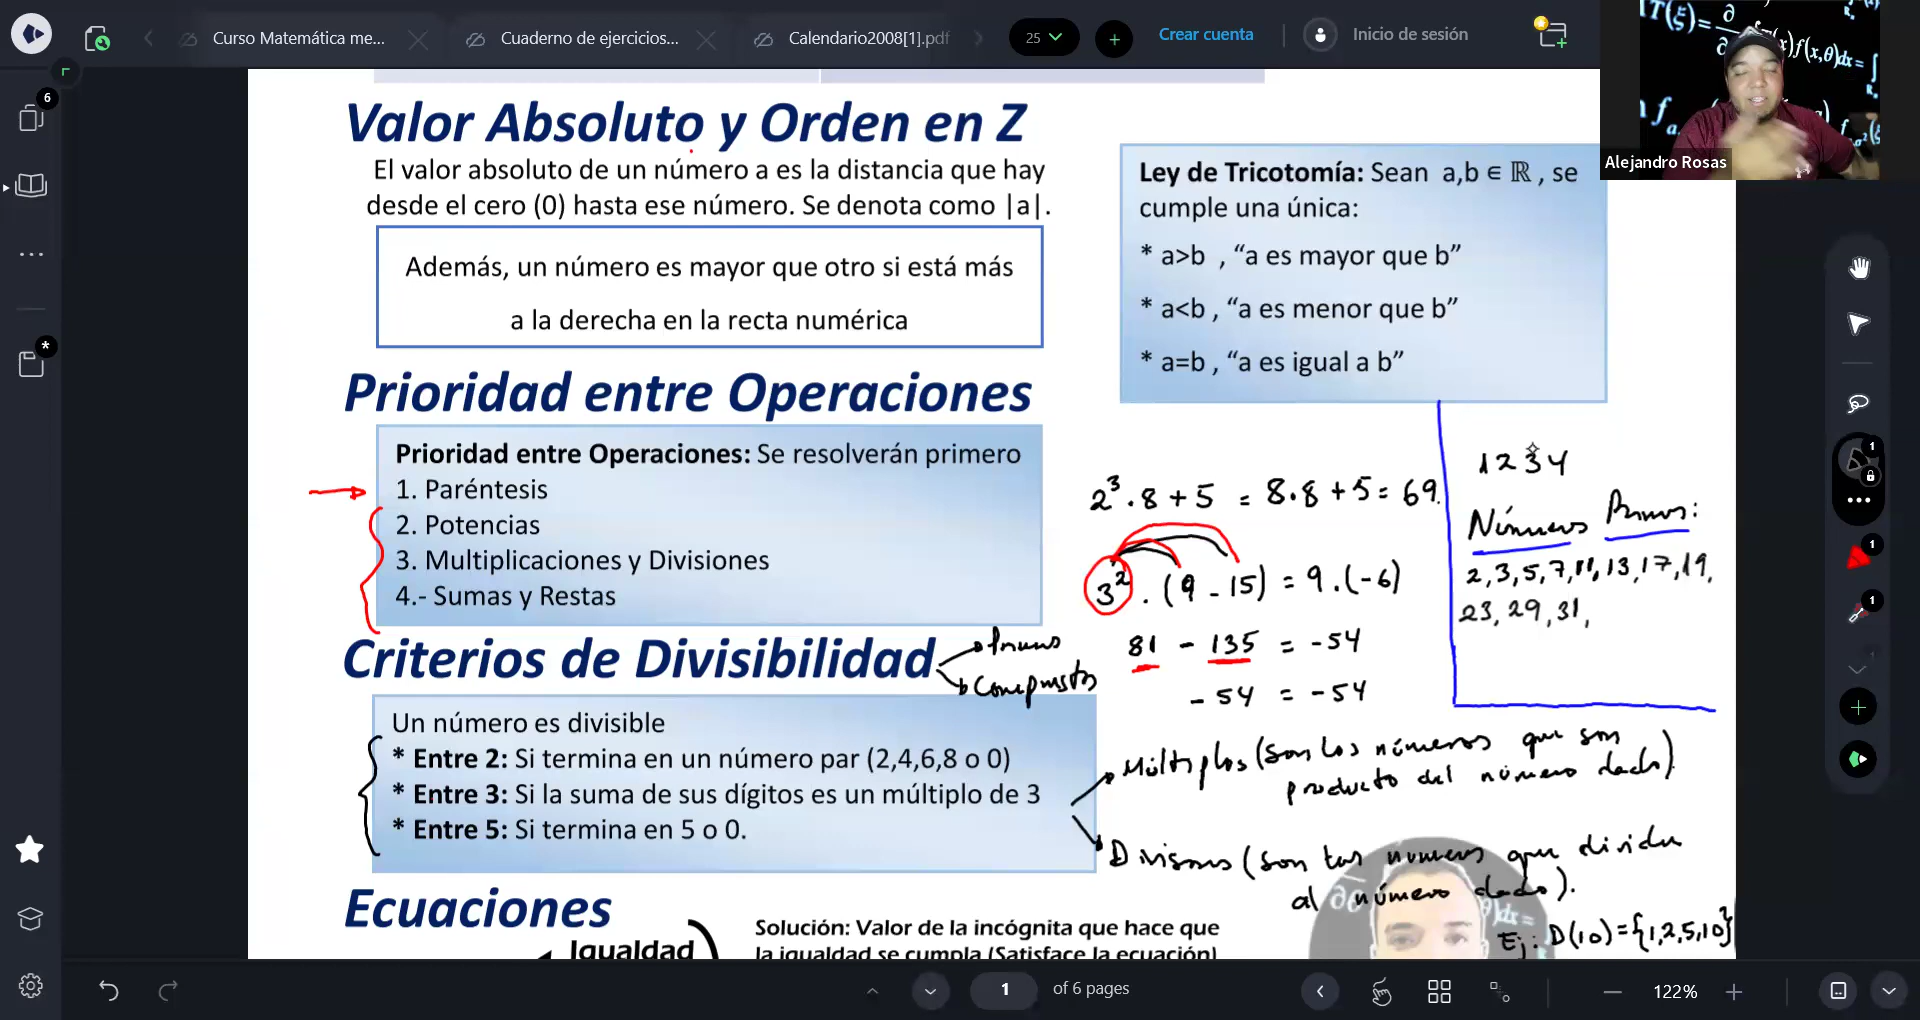 Curso Matemática me...
Cuaderno de ejercicios...
Calendario2008[1].pdf
25
Crear cuenta
Inicio de sesión
6
Alejandro Rosas
Valor Absoluto y Orden en Z
El valor absoluto de un número a es la distancia que hay
desde el cero (0) hasta ese número. Se denota como |a|.
Además, un número es mayor que otro si está más
a la derecha en la recta numérica
Ley de Tricotomía: Sean a,b ∈ ℝ , se
cumple una única:
* a>b , “a es mayor que b”
* a<b , “a es menor que b”
* a=b , “a es igual a b”
Prioridad entre Operaciones
Prioridad entre Operaciones: Se resolverán primero
1. Paréntesis
2. Potencias
3. Multiplicaciones y Divisiones
4.- Sumas y Restas
2³ . 8 + 5 = 8.8 + 5 = 69.
3² . (9 - 15) = 9.(-6)
81 - 135 = -54
- 54 = -54
1 2 3 4
Números Primos:
2, 3, 5, 7, 11, 13, 17, 19,
23, 29, 31,
Criterios de Divisibilidad
Primos
Compuestos
Un número es divisible
* Entre 2: Si termina en un número par (2,4,6,8 o 0)
* Entre 3: Si la suma de sus dígitos es un múltiplo de 3
* Entre 5: Si termina en 5 o 0.
Múltiplos (son los números que son
producto del número dado).
Divisores (son los números que dividen
al número dado).
Ej: D(10) = {1,2,5,10}
Ecuaciones
Igualdad
Solución: Valor de la incógnita que hace que
la igualdad se cumpla (Satisface la ecuación)
1
1
1
1
of 6 pages
122%